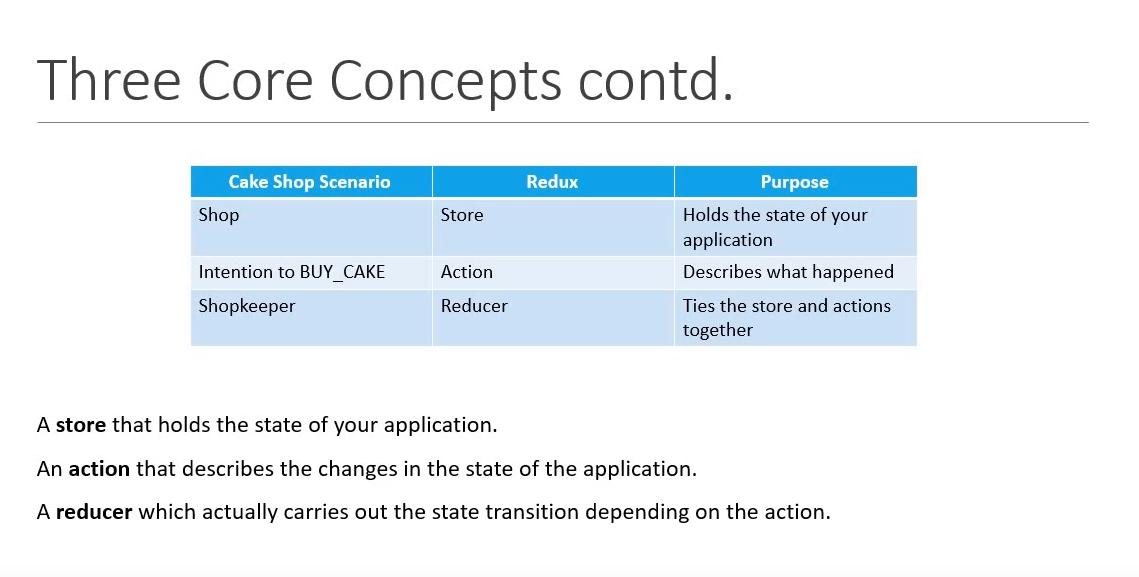 Three Core Concepts contd.
Cake Shop Scenario Redux Purpose
Shop Store Holds the state of your
application
Intention to BUY_CAKE Action Describes what happened
Shopkeeper Reducer Ties the store and actions
together
A store that holds the state of your application.
An action that describes the changes in the state of the application.
A reducer which actually carries out the state transition depending on the action.